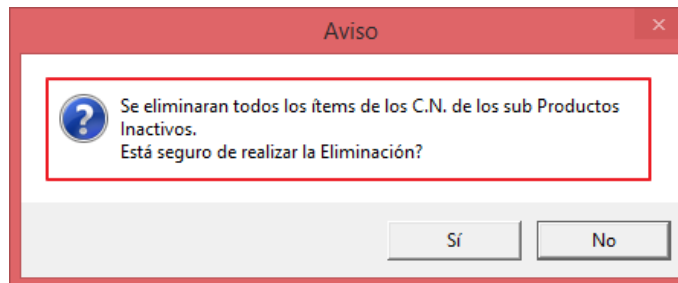 Aviso
Se eliminaran todos los ítems de los C.N. de los sub Productos
Inactivos.
Está seguro de realizar la Eliminación?
Sí
No